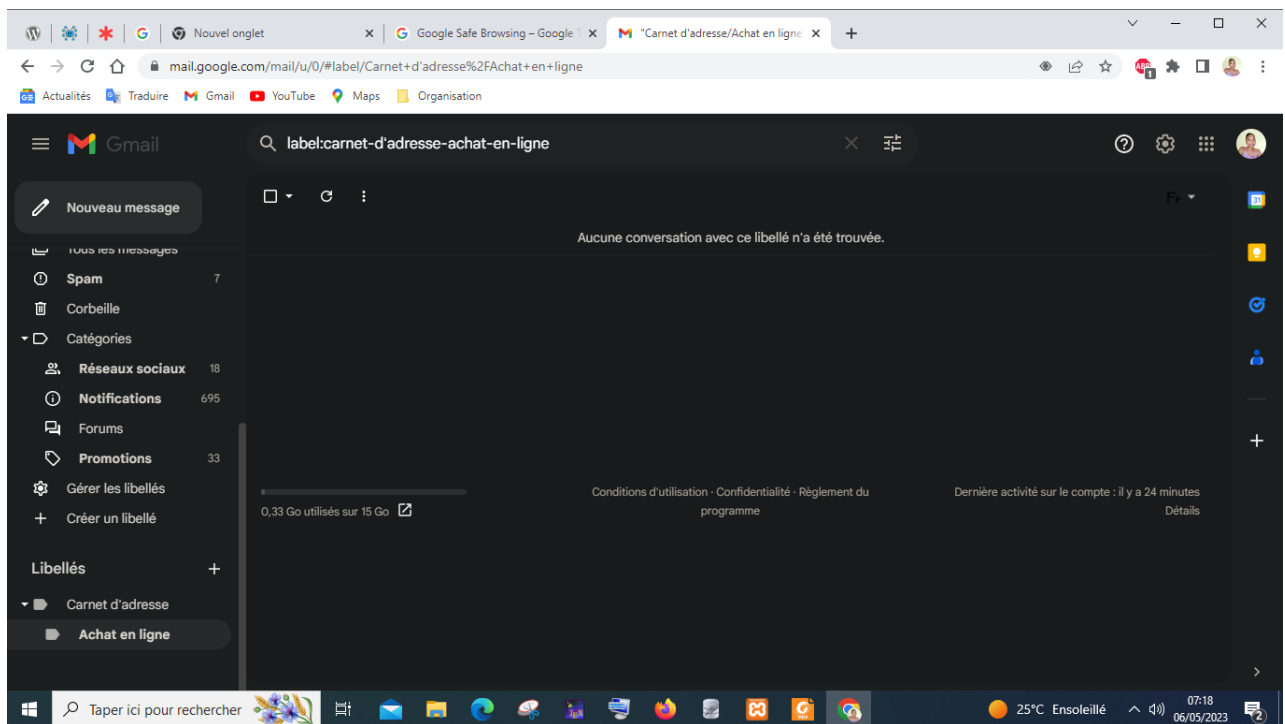 Nouvel onglet
Google Safe Browsing – Google T
"Carnet d'adresse/Achat en ligne
mail.google.com/mail/u/0/#label/Carnet+d'adresse%2FAchat+en+ligne
ABP 1
Actualités Traduire Gmail YouTube Maps Organisation
Gmail
label:carnet-d'adresse-achat-en-ligne
Nouveau message
Fr
31
Aucune conversation avec ce libellé n'a été trouvée.
Tous les messages
Spam 7
Corbeille
Catégories
Réseaux sociaux 18
Notifications 695
Forums
Promotions 33
Gérer les libellés
Créer un libellé
Libellés
Carnet d'adresse
Achat en ligne
0,33 Go utilisés sur 15 Go
Conditions d'utilisation · Confidentialité · Règlement du
programme
Dernière activité sur le compte : il y a 24 minutes
Détails
Taper ici pour rechercher
25°C Ensoleillé
07:18
06/05/2023
2